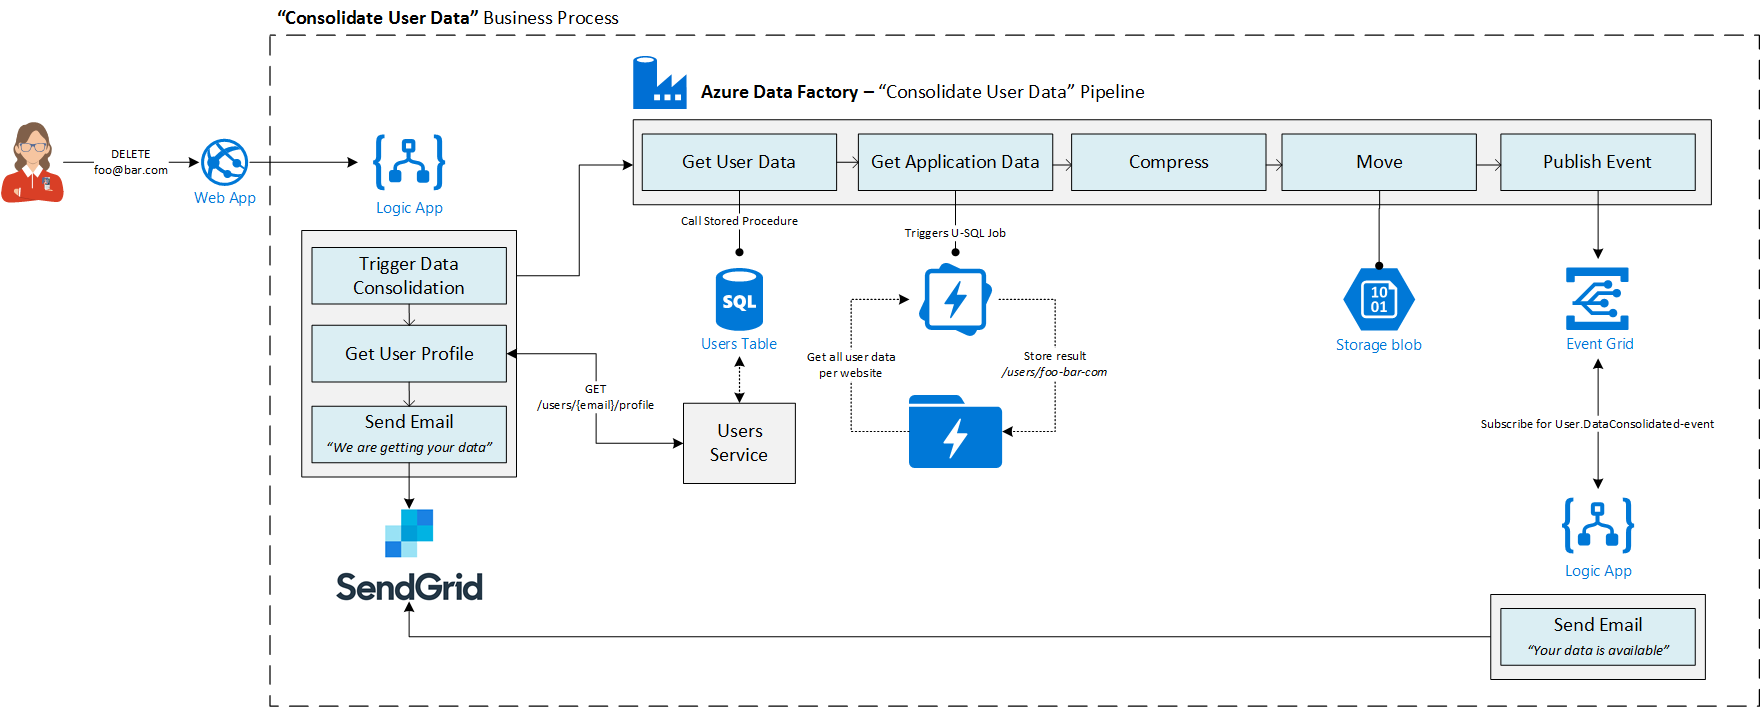 “Consolidate User Data” Business Process
Azure Data Factory – “Consolidate User Data” Pipeline
DELETE
foo@bar.com
Web App
Logic App
Get User Data
Get Application Data
Compress
Move
Publish Event
Call Stored Procedure
Triggers U-SQL Job
Trigger Data
Consolidation
Get User Profile
Send Email
“We are getting your data”
GET
/users/{email}/profile
SQL
Users Table
Users
Service
Get all user data
per website
Store result
/users/foo-bar-com
10
01
Storage blob
Event Grid
Subscribe for User.DataConsolidated-event
Logic App
SendGrid
Send Email
“Your data is available”